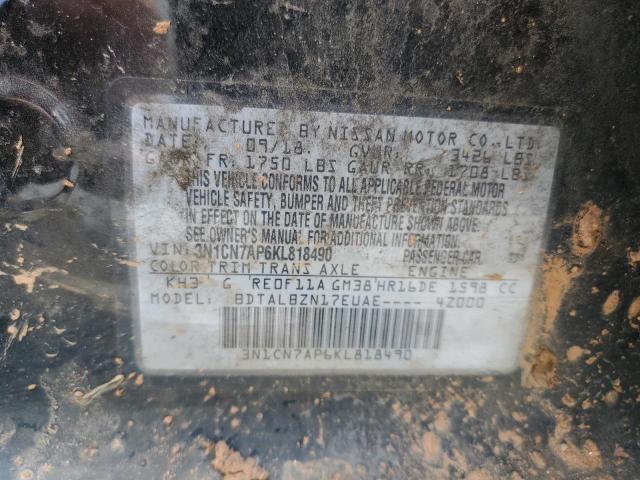 MANUFACTURED BY NISSAN MOTOR CO.,LTD.
DATE: 09/18 GVWR: 3426 LBS
GAWR FR. 1750 LBS GAWR RR. 1708 LBS
THIS VEHICLE CONFORMS TO ALL APPLICABLE FEDERAL MOTOR
VEHICLE SAFETY, BUMPER AND THEFT PREVENTION STANDARDS
IN EFFECT ON THE DATE OF MANUFACTURE SHOWN ABOVE.
SEE OWNER'S MANUAL FOR ADDITIONAL INFORMATION.
VIN: 3N1CN7AP6KL818490 PASSENGER CAR
COLOR TRIM TRANS AXLE ENGINE
KH3 G RE0F11A GM38 HR16DE 1598 CC
MODEL: BDTALBZN17EUAE---- 4Z000
3N1CN7AP6KL818490